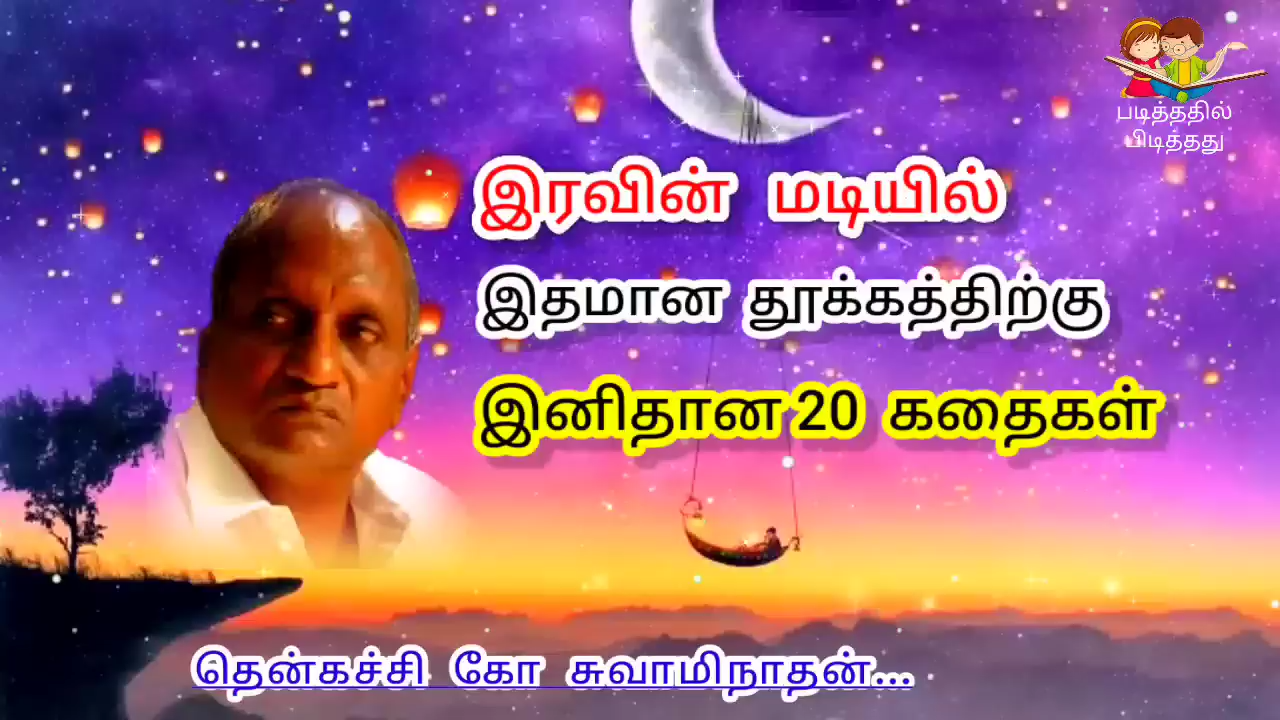 படித்ததில்
பிடித்தது
இரவின் மடியில்
இதமான தூக்கத்திற்கு
இனிதான 20 கதைகள்
தென்கச்சி கோ சுவாமிநாதன்...